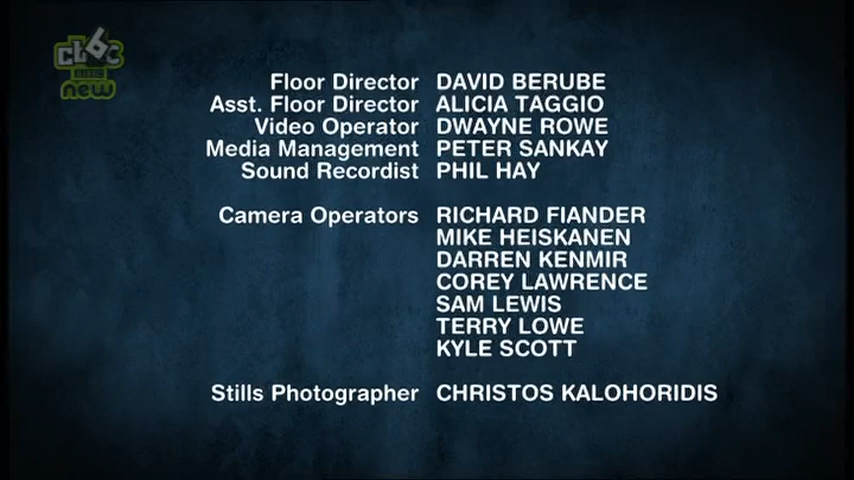 CBBC
new
Floor Director DAVID BERUBE
Asst. Floor Director ALICIA TAGGIO
Video Operator DWAYNE ROWE
Media Management PETER SANKAY
Sound Recordist PHIL HAY
Camera Operators RICHARD FIANDER
MIKE HEISKANEN
DARREN KENMIR
COREY LAWRENCE
SAM LEWIS
TERRY LOWE
KYLE SCOTT
Stills Photographer CHRISTOS KALOHORIDIS